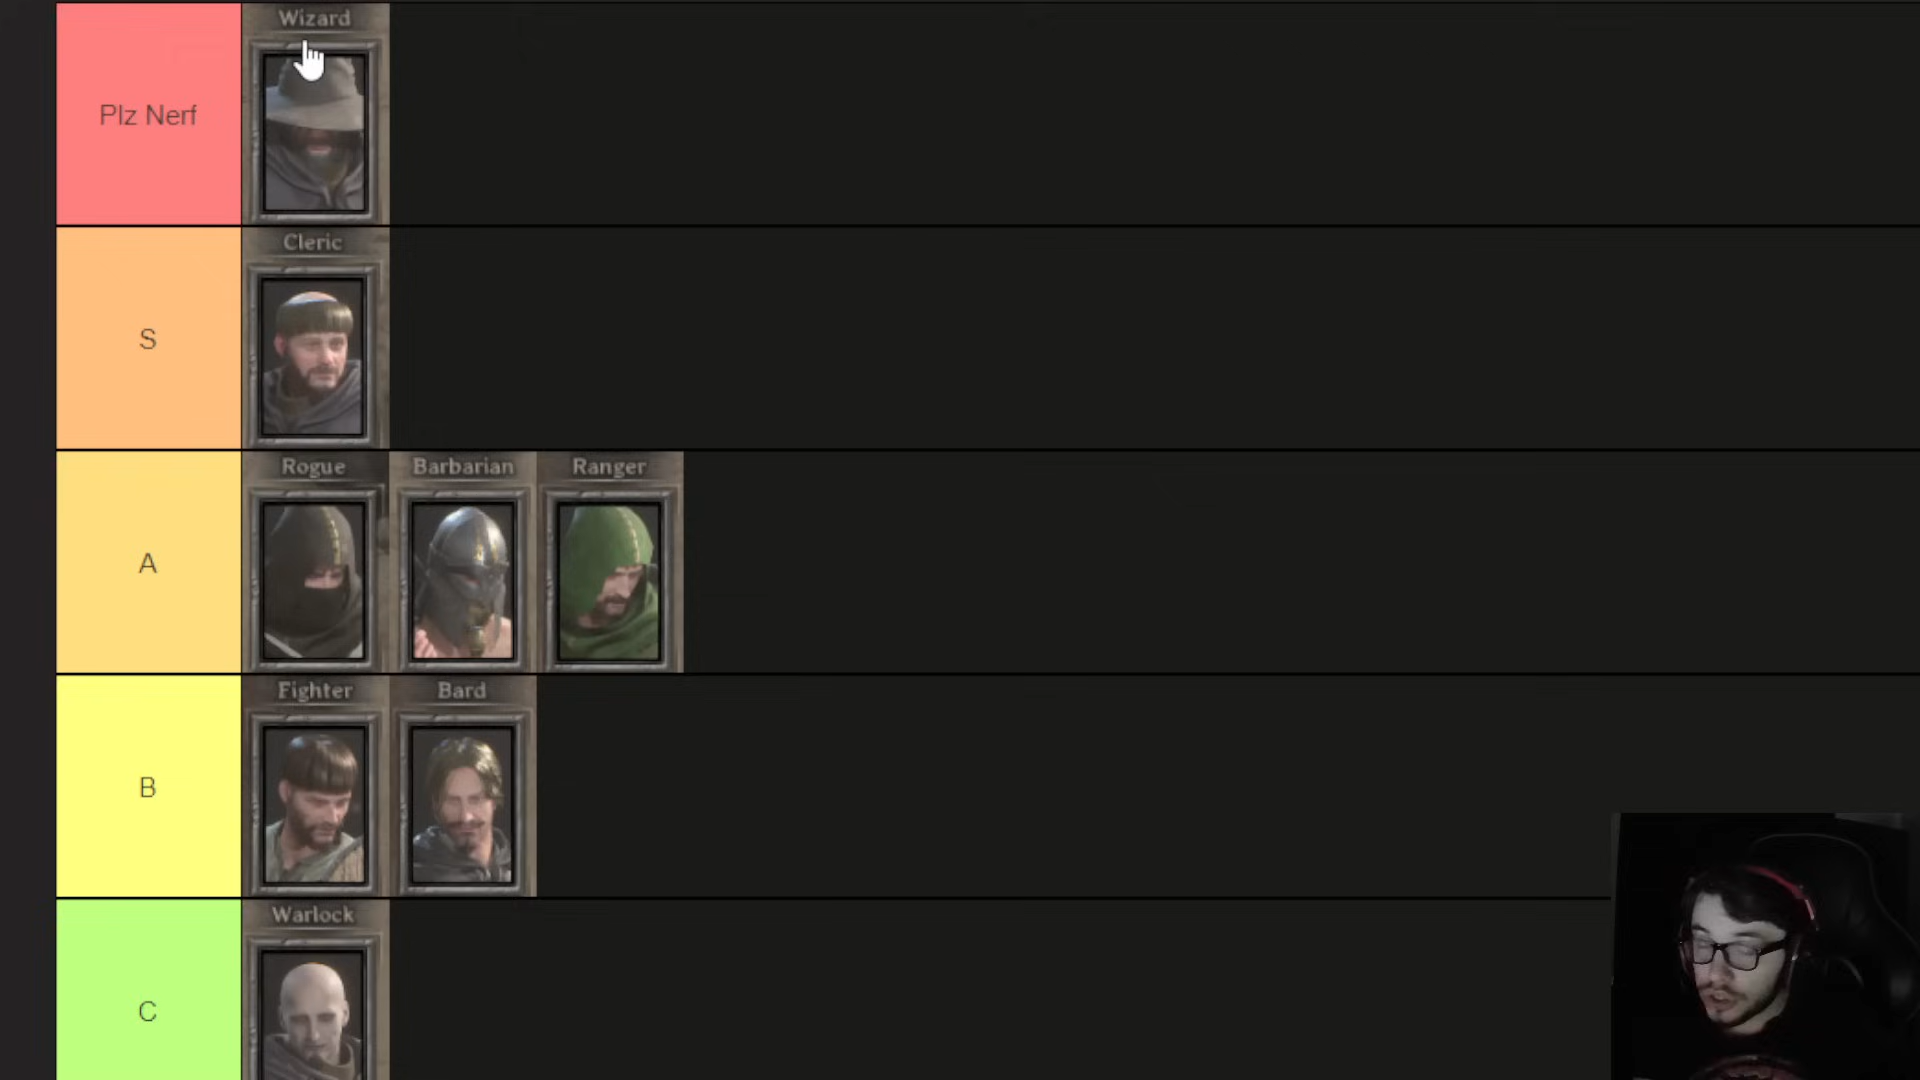 Wizard
Plz Nerf
Cleric
S
Rogue Barbarian Ranger
A
Fighter Bard
B
Warlock
C